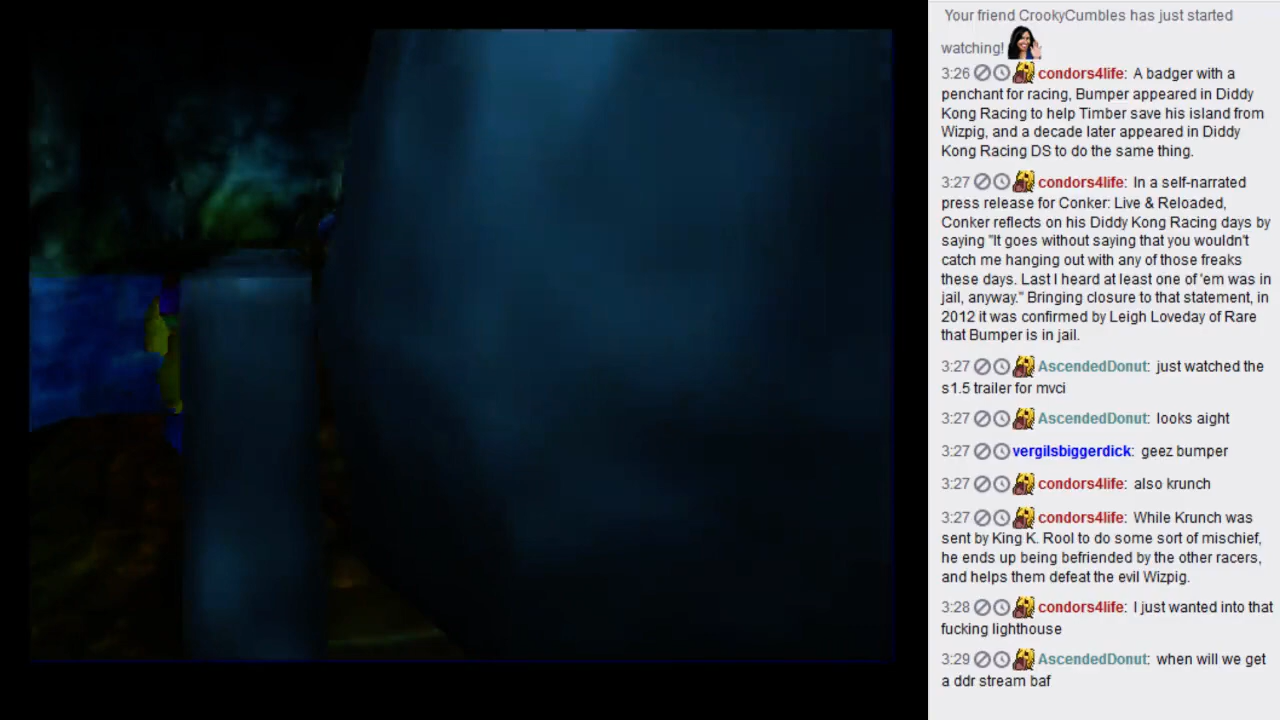 Your friend CrookyCumbles has just started
watching!
3:26 condors4life: A badger with a
penchant for racing, Bumper appeared in Diddy
Kong Racing to help Timber save his island from
Wizpig, and a decade later appeared in Diddy
Kong Racing DS to do the same thing.
3:27 condors4life: In a self-narrated
press release for Conker: Live & Reloaded,
Conker reflects on his Diddy Kong Racing days by
saying "It goes without saying that you wouldn't
catch me hanging out with any of those freaks
these days. Last I heard at least one of 'em was in
jail, anyway." Bringing closure to that statement, in
2012 it was confirmed by Leigh Loveday of Rare
that Bumper is in jail.
3:27 AscendedDonut: just watched the
s1.5 trailer for mvci
3:27 AscendedDonut: looks aight
3:27 vergilsbiggerdick: geez bumper
3:27 condors4life: also krunch
3:27 condors4life: While Krunch was
sent by King K. Rool to do some sort of mischief,
he ends up being befriended by the other racers,
and helps them defeat the evil Wizpig.
3:28 condors4life: I just wanted into that
fucking lighthouse
3:29 AscendedDonut: when will we get
a ddr stream baf